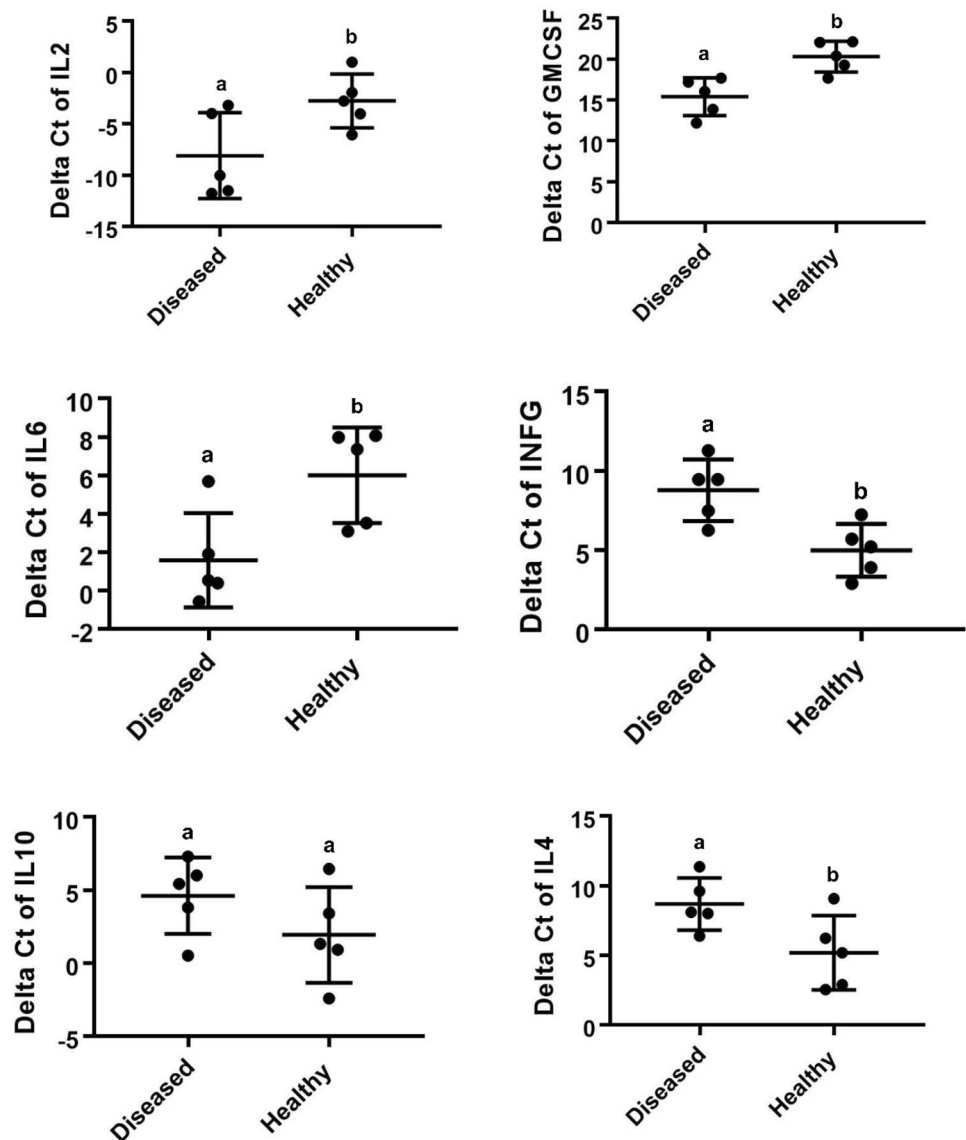 Delta Ct of IL2
5
0
-5
-10
-15
a
b
Diseased
Healthy
Delta Ct of GMCSF
25
20
15
10
5
0
a
b
Diseased
Healthy
Delta Ct of IL6
10
8
6
4
2
0
-2
a
b
Diseased
Healthy
Delta Ct of INFG
15
10
5
0
a
b
Diseased
Healthy
Delta Ct of IL10
10
5
0
-5
a
a
Diseased
Healthy
Delta Ct of IL4
15
10
5
0
a
b
Diseased
Healthy